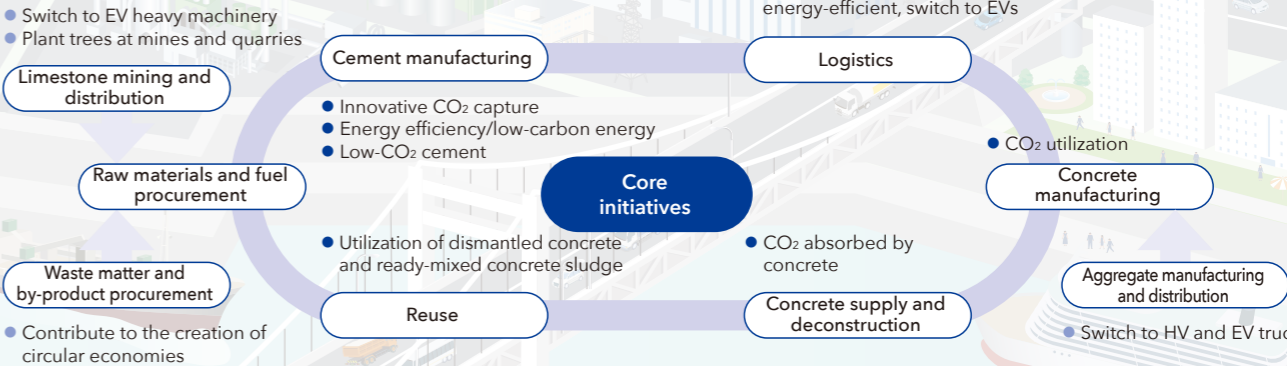 energy-efficient, switch to EVs
● Switch to EV heavy machinery
● Plant trees at mines and quarries
Limestone mining and
distribution
Cement manufacturing
Logistics
● Innovative CO₂ capture
● Energy efficiency/low-carbon energy
● Low-CO₂ cement
● CO₂ utilization
Raw materials and fuel
procurement
Core
initiatives
Concrete
manufacturing
● Utilization of dismantled concrete
and ready-mixed concrete sludge
● CO₂ absorbed by
concrete
Waste matter and
by-product procurement
Aggregate manufacturing
and distribution
Reuse
Concrete supply and
deconstruction
● Contribute to the creation of
circular economies
● Switch to HV and EV